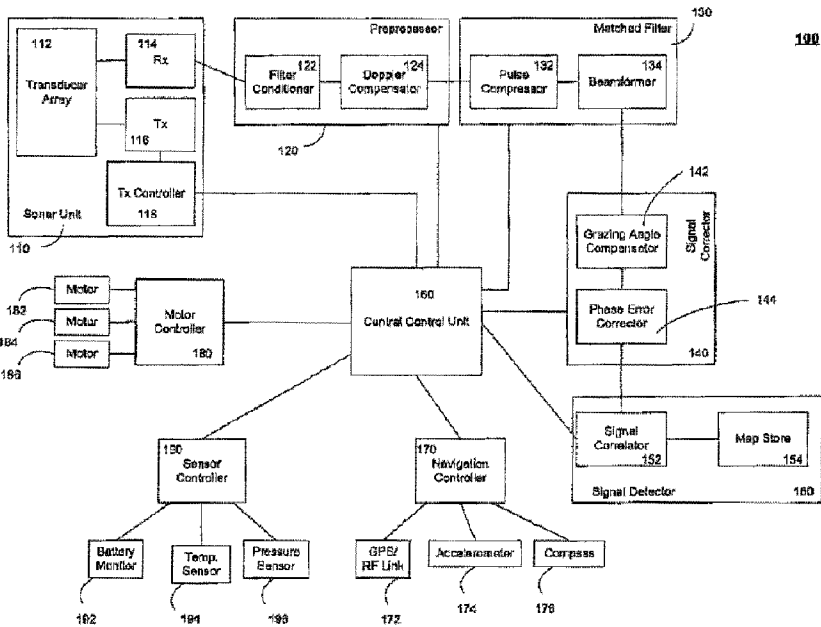 100
112
Transducer
Array
114
Rx
Tx
116
Tx Controller
118
Sonar Unit
110
Preprocessor
Filter
Conditioner
122
Doppler
Compensator
124
120
Matched Filter
130
Pulse
Compressor
132
134
Beamformer
142
Grazing Angle
Compensator
Signal
Corrector
Phase Error
Corrector
144
140
Motor
182
Motor
184
Motor
186
Motor
Controller
180
160
Central Control
Unit
Signal
Correlator
152
Map Store
154
Signal Detector
150
190
Sensor
Controller
170
Navigation
Controller
Battery
Monitor
192
Temp.
Sensor
194
Pressure
Sensor
196
GPS/
RF Link
172
Accelerometer
174
Compass
176